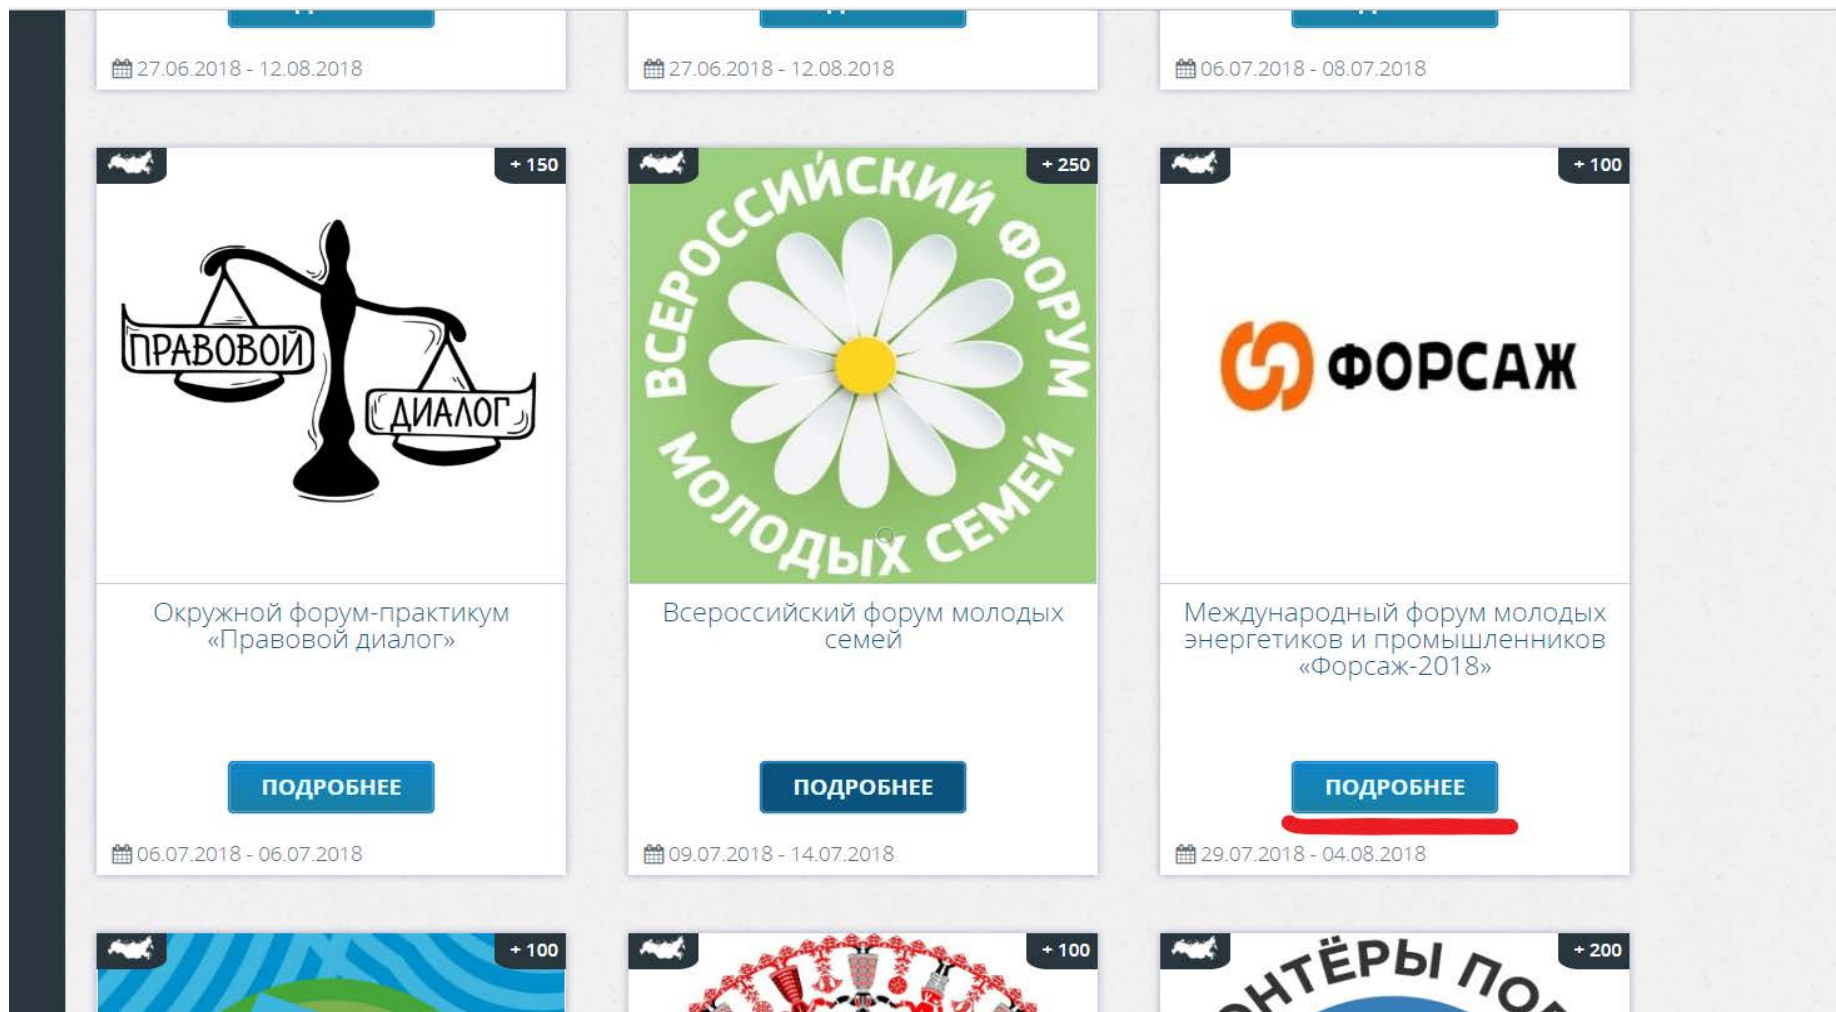 27.06.2018 - 12.08.2018
27.06.2018 - 12.08.2018
06.07.2018 - 08.07.2018
+ 150
ПРАВОВОЙ
ДИАЛОГ
Окружной форум-практикум
«Правовой диалог»
ПОДРОБНЕЕ
06.07.2018 - 06.07.2018
+ 250
ВСЕРОССИЙСКИЙ ФОРУМ
МОЛОДЫХ СЕМЕЙ
Всероссийский форум молодых
семей
ПОДРОБНЕЕ
09.07.2018 - 14.07.2018
+ 100
ФОРСАЖ
Международный форум молодых
энергетиков и промышленников
«Форсаж-2018»
ПОДРОБНЕЕ
29.07.2018 - 04.08.2018
+ 100
+ 100
+ 200